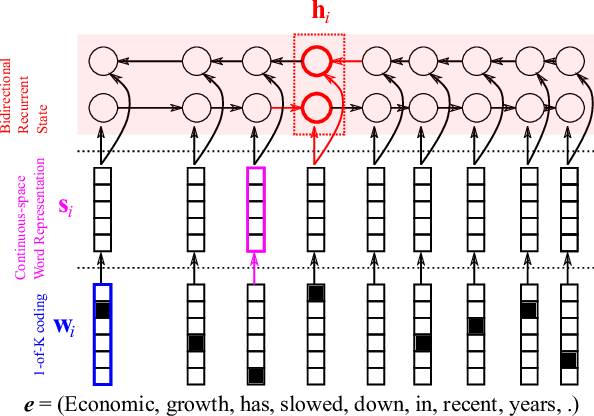 h_i
Bidirectional
Recurrent
State
Continuous-space
Word Representation
s_i
1-of-K coding
w_i
e = (Economic, growth, has, slowed, down, in, recent, years, .)